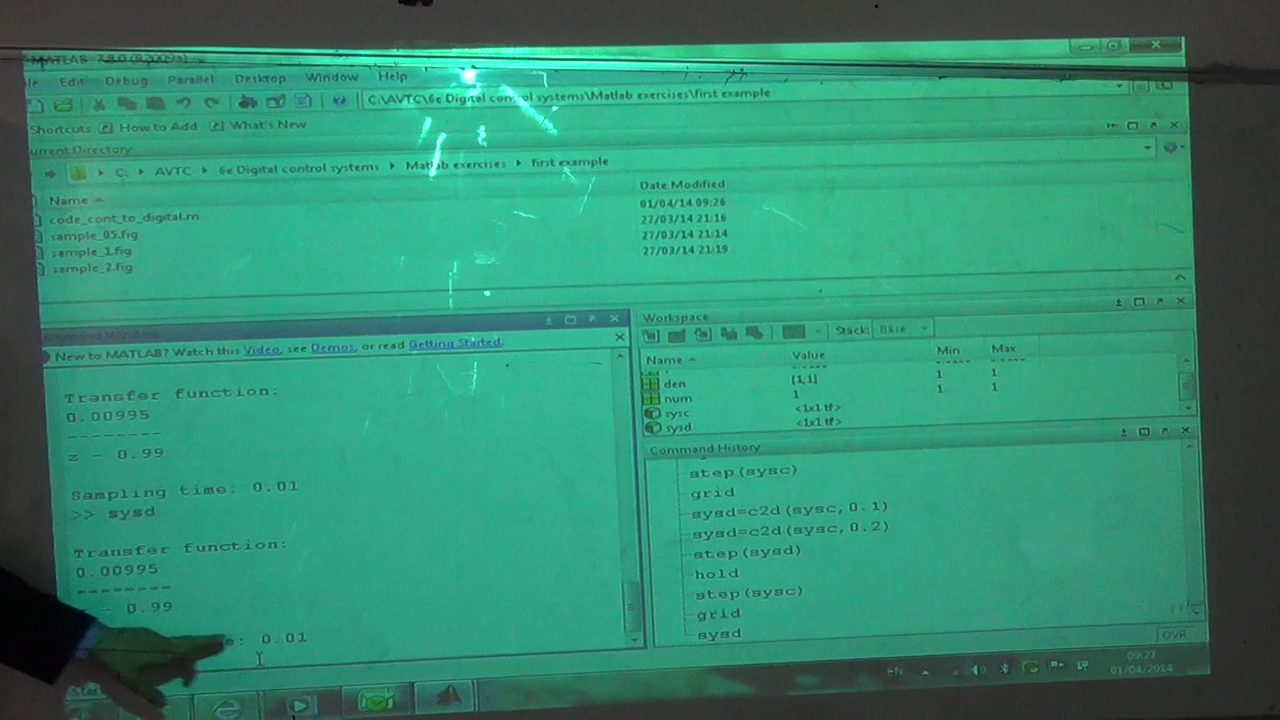 MATLAB 7.8.0 (R2009a)
Edit Debug Parallel Desktop Window Help
C:\AVTC\6e Digital control systems\Matlab exercises\first example
Shortcuts How to Add What's New
urrent Directory
C: AVTC 6e Digital control systems Matlab exercises first example
Name Date Modified
code_cont_to_digital.m 01/04/14 09:26
sample_05.fig 27/03/14 21:16
sample_1.fig 27/03/14 21:14
sample_2.fig 27/03/14 21:19
New to MATLAB? Watch this Video, see Demos, or read Getting Started.
Transfer function:
0.00995
--------
z - 0.99
Sampling time: 0.01
>> sysd
Transfer function:
0.00995
--------
- 0.99
e: 0.01
Workspace
Stack: Base
Name Value Min Max
den [1,1] 1 1
num 1 1 1
sysc <1x1 tf>
sysd <1x1 tf>
Command History
step(sysc)
grid
sysd=c2d(sysc,0.1)
sysd=c2d(sysc,0.2)
step(sysd)
hold
step(sysc)
grid
sysd
OVR
EN 09:27
01/04/2014